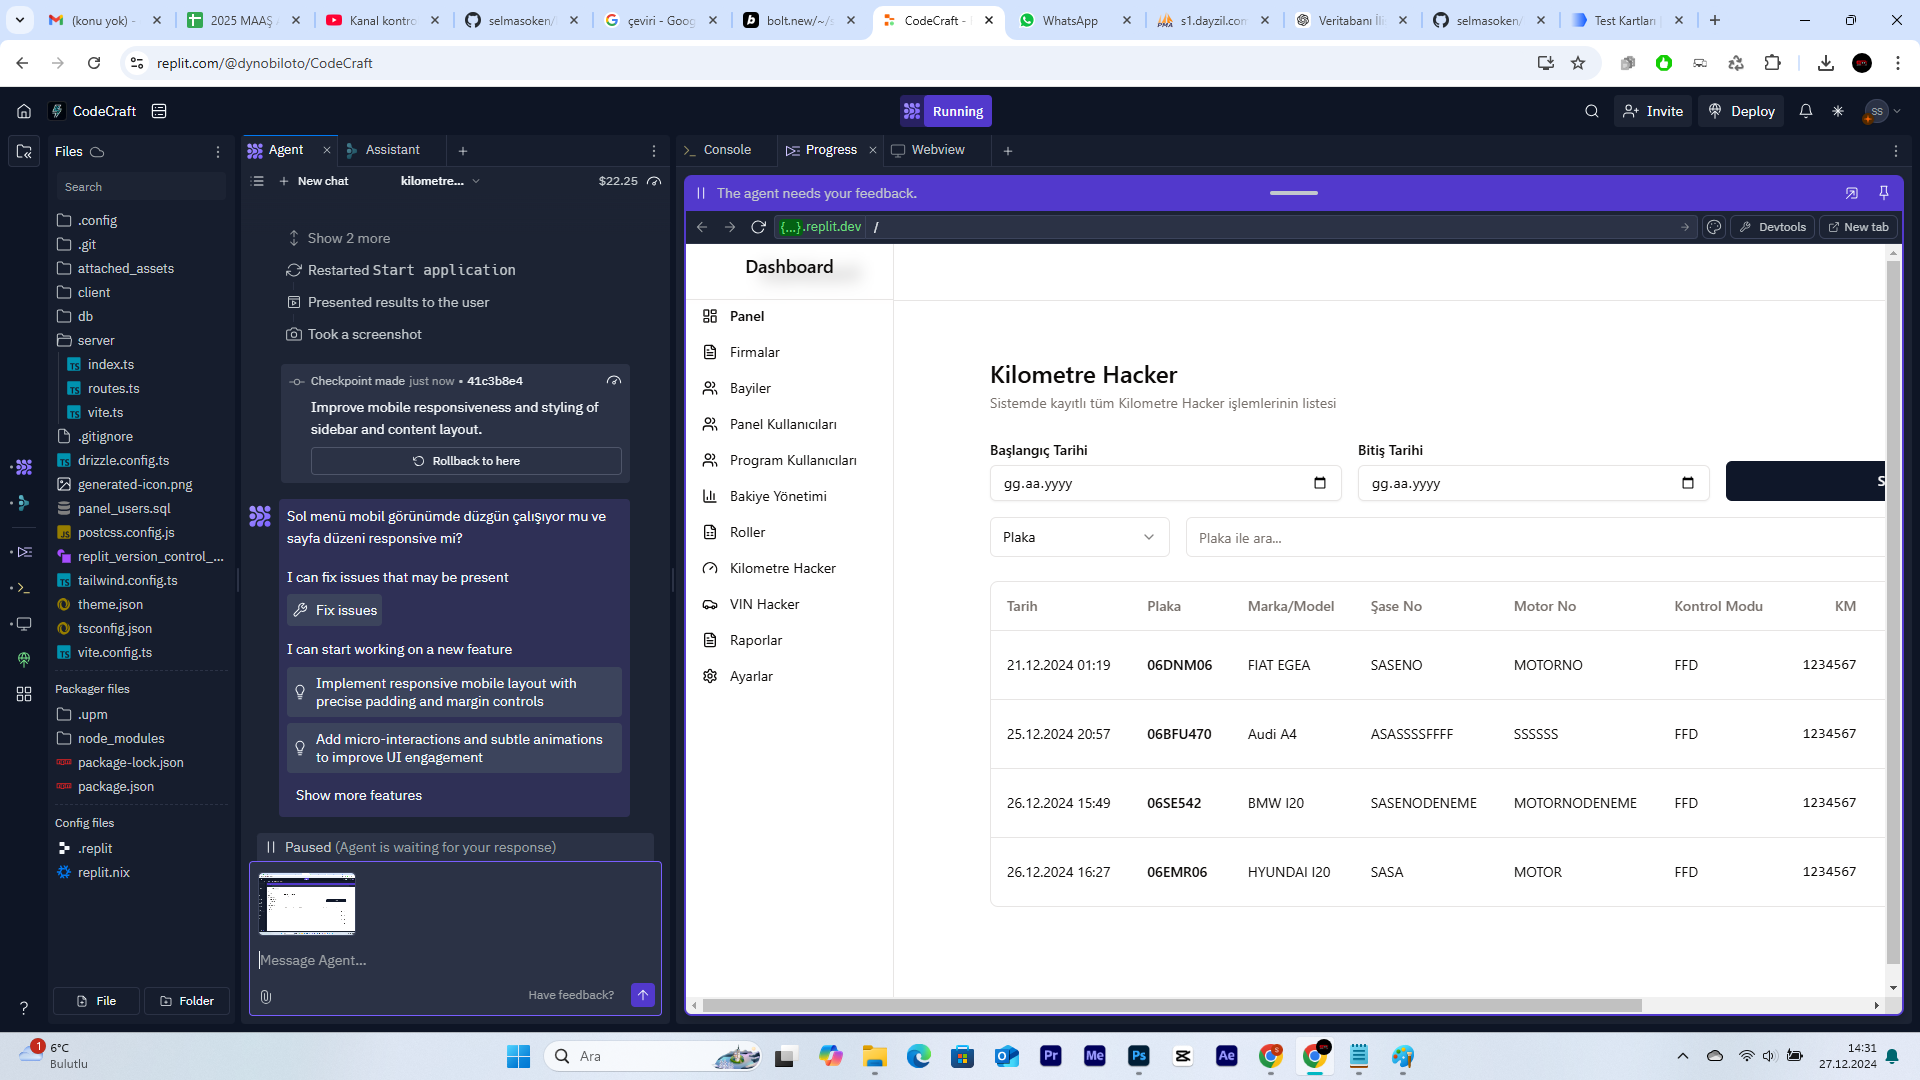 (konu yok) -
2025 MAAŞ
Kanal kontro
selmasoken/
çeviri - Goog
bolt.new/~/s
CodeCraft -
WhatsApp
s1.dayzil.com
Veritabanı İli
selmasoken/
Test Kartları
replit.com/@dynobiloto/CodeCraft
CodeCraft
Running
Invite
Deploy
SS
Files
Search
.config
.git
attached_assets
client
db
server
index.ts
routes.ts
vite.ts
.gitignore
drizzle.config.ts
generated-icon.png
panel_users.sql
postcss.config.js
replit_version_control_...
tailwind.config.ts
theme.json
tsconfig.json
vite.config.ts
Packager files
.upm
node_modules
package-lock.json
package.json
Config files
.replit
replit.nix
File
Folder
Agent
Assistant
New chat
kilometre...
$22.25
Show 2 more
Restarted Start application
Presented results to the user
Took a screenshot
Checkpoint made just now • 41c3b8e4
Improve mobile responsiveness and styling of
sidebar and content layout.
Rollback to here
Sol menü mobil görünümde düzgün çalışıyor mu ve
sayfa düzeni responsive mi?
I can fix issues that may be present
Fix issues
I can start working on a new feature
Implement responsive mobile layout with
precise padding and margin controls
Add micro-interactions and subtle animations
to improve UI engagement
Show more features
Paused (Agent is waiting for your response)
Message Agent...
Have feedback?
Console
Progress
Webview
The agent needs your feedback.
{...}.replit.dev
/
Devtools
New tab
Dashboard
Panel
Firmalar
Bayiler
Panel Kullanıcıları
Program Kullanıcıları
Bakiye Yönetimi
Roller
Kilometre Hacker
VIN Hacker
Raporlar
Ayarlar
Kilometre Hacker
Sistemde kayıtlı tüm Kilometre Hacker işlemlerinin listesi
Başlangıç Tarihi
Bitiş Tarihi
gg.aa.yyyy
gg.aa.yyyy
S
Plaka
Plaka ile ara...
Tarih Plaka Marka/Model Şase No Motor No Kontrol Modu KM
21.12.2024 01:19 06DNM06 FIAT EGEA SASENO MOTORNO FFD 1234567
25.12.2024 20:57 06BFU470 Audi A4 ASASSSSFFFF SSSSSS FFD 1234567
26.12.2024 15:49 06SE542 BMW I20 SASENODENEME MOTORNODENEME FFD 1234567
26.12.2024 16:27 06EMR06 HYUNDAI I20 SASA MOTOR FFD 1234567
1
6°C
Bulutlu
Ara
Pr
Me
Ps
Ae
14:31
27.12.2024